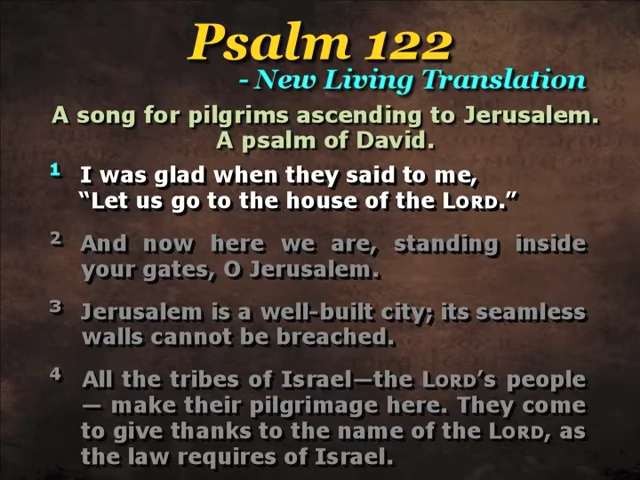 Psalm 122
- New Living Translation
A song for pilgrims ascending to Jerusalem.
A psalm of David.
1 I was glad when they said to me,
“Let us go to the house of the LORD.”
2 And now here we are, standing inside
your gates, O Jerusalem.
3 Jerusalem is a well-built city; its seamless
walls cannot be breached.
4 All the tribes of Israel—the LORD’s people
— make their pilgrimage here. They come
to give thanks to the name of the LORD, as
the law requires of Israel.